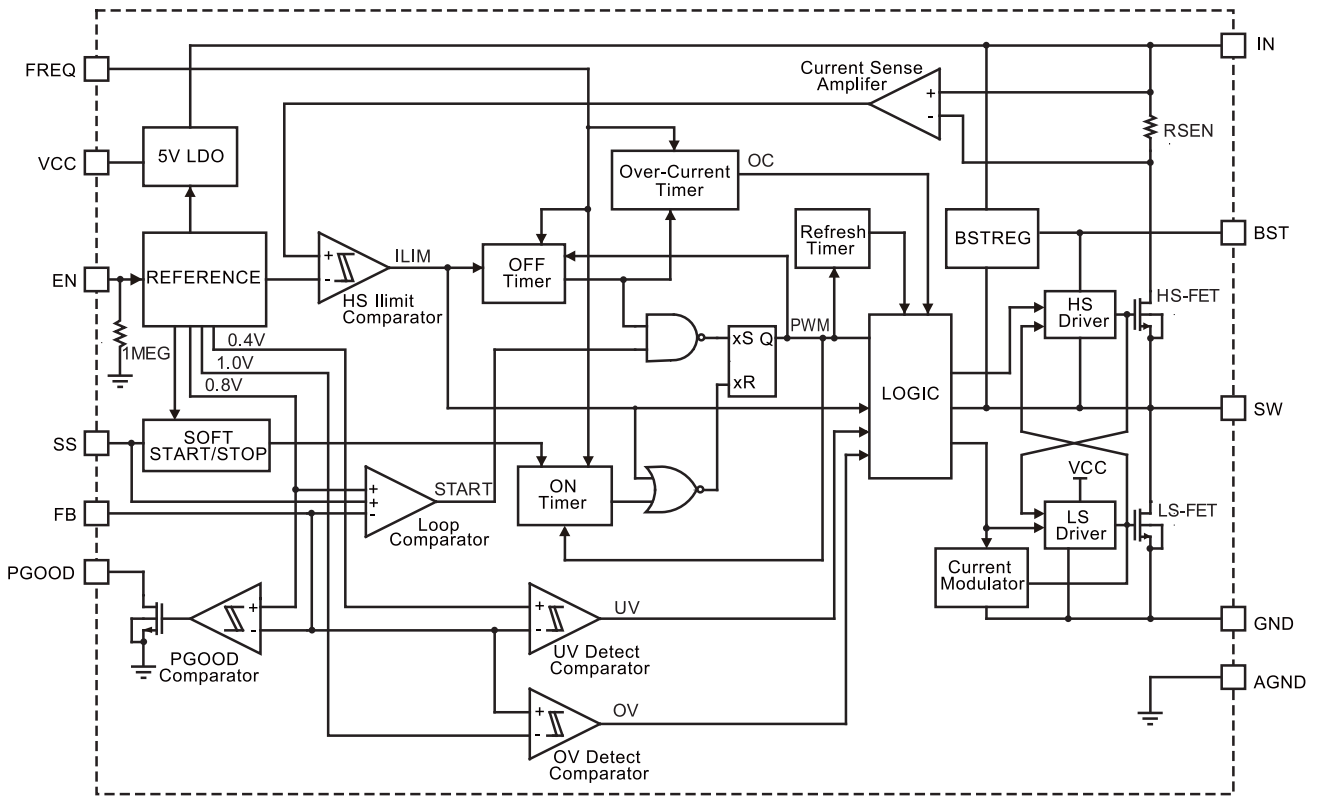 IN
FREQ
Current Sense
Amplifer
+
-
RSEN
VCC
5V LDO
Over-Current
Timer
OC
Refresh
Timer
BSTREG
BST
EN
REFERENCE
+
-
ILIM
HS Ilimit
Comparator
OFF
Timer
HS
Driver
HS-FET
1MEG
0.4V
1.0V
0.8V
xS Q
xR
PWM
LOGIC
SW
SS
SOFT
START/STOP
+
+
-
START
Loop
Comparator
ON
Timer
VCC
LS
Driver
LS-FET
FB
PGOOD
Current
Modulator
+
-
PGOOD
Comparator
+
-
UV
UV Detect
Comparator
GND
AGND
+
-
OV
OV Detect
Comparator